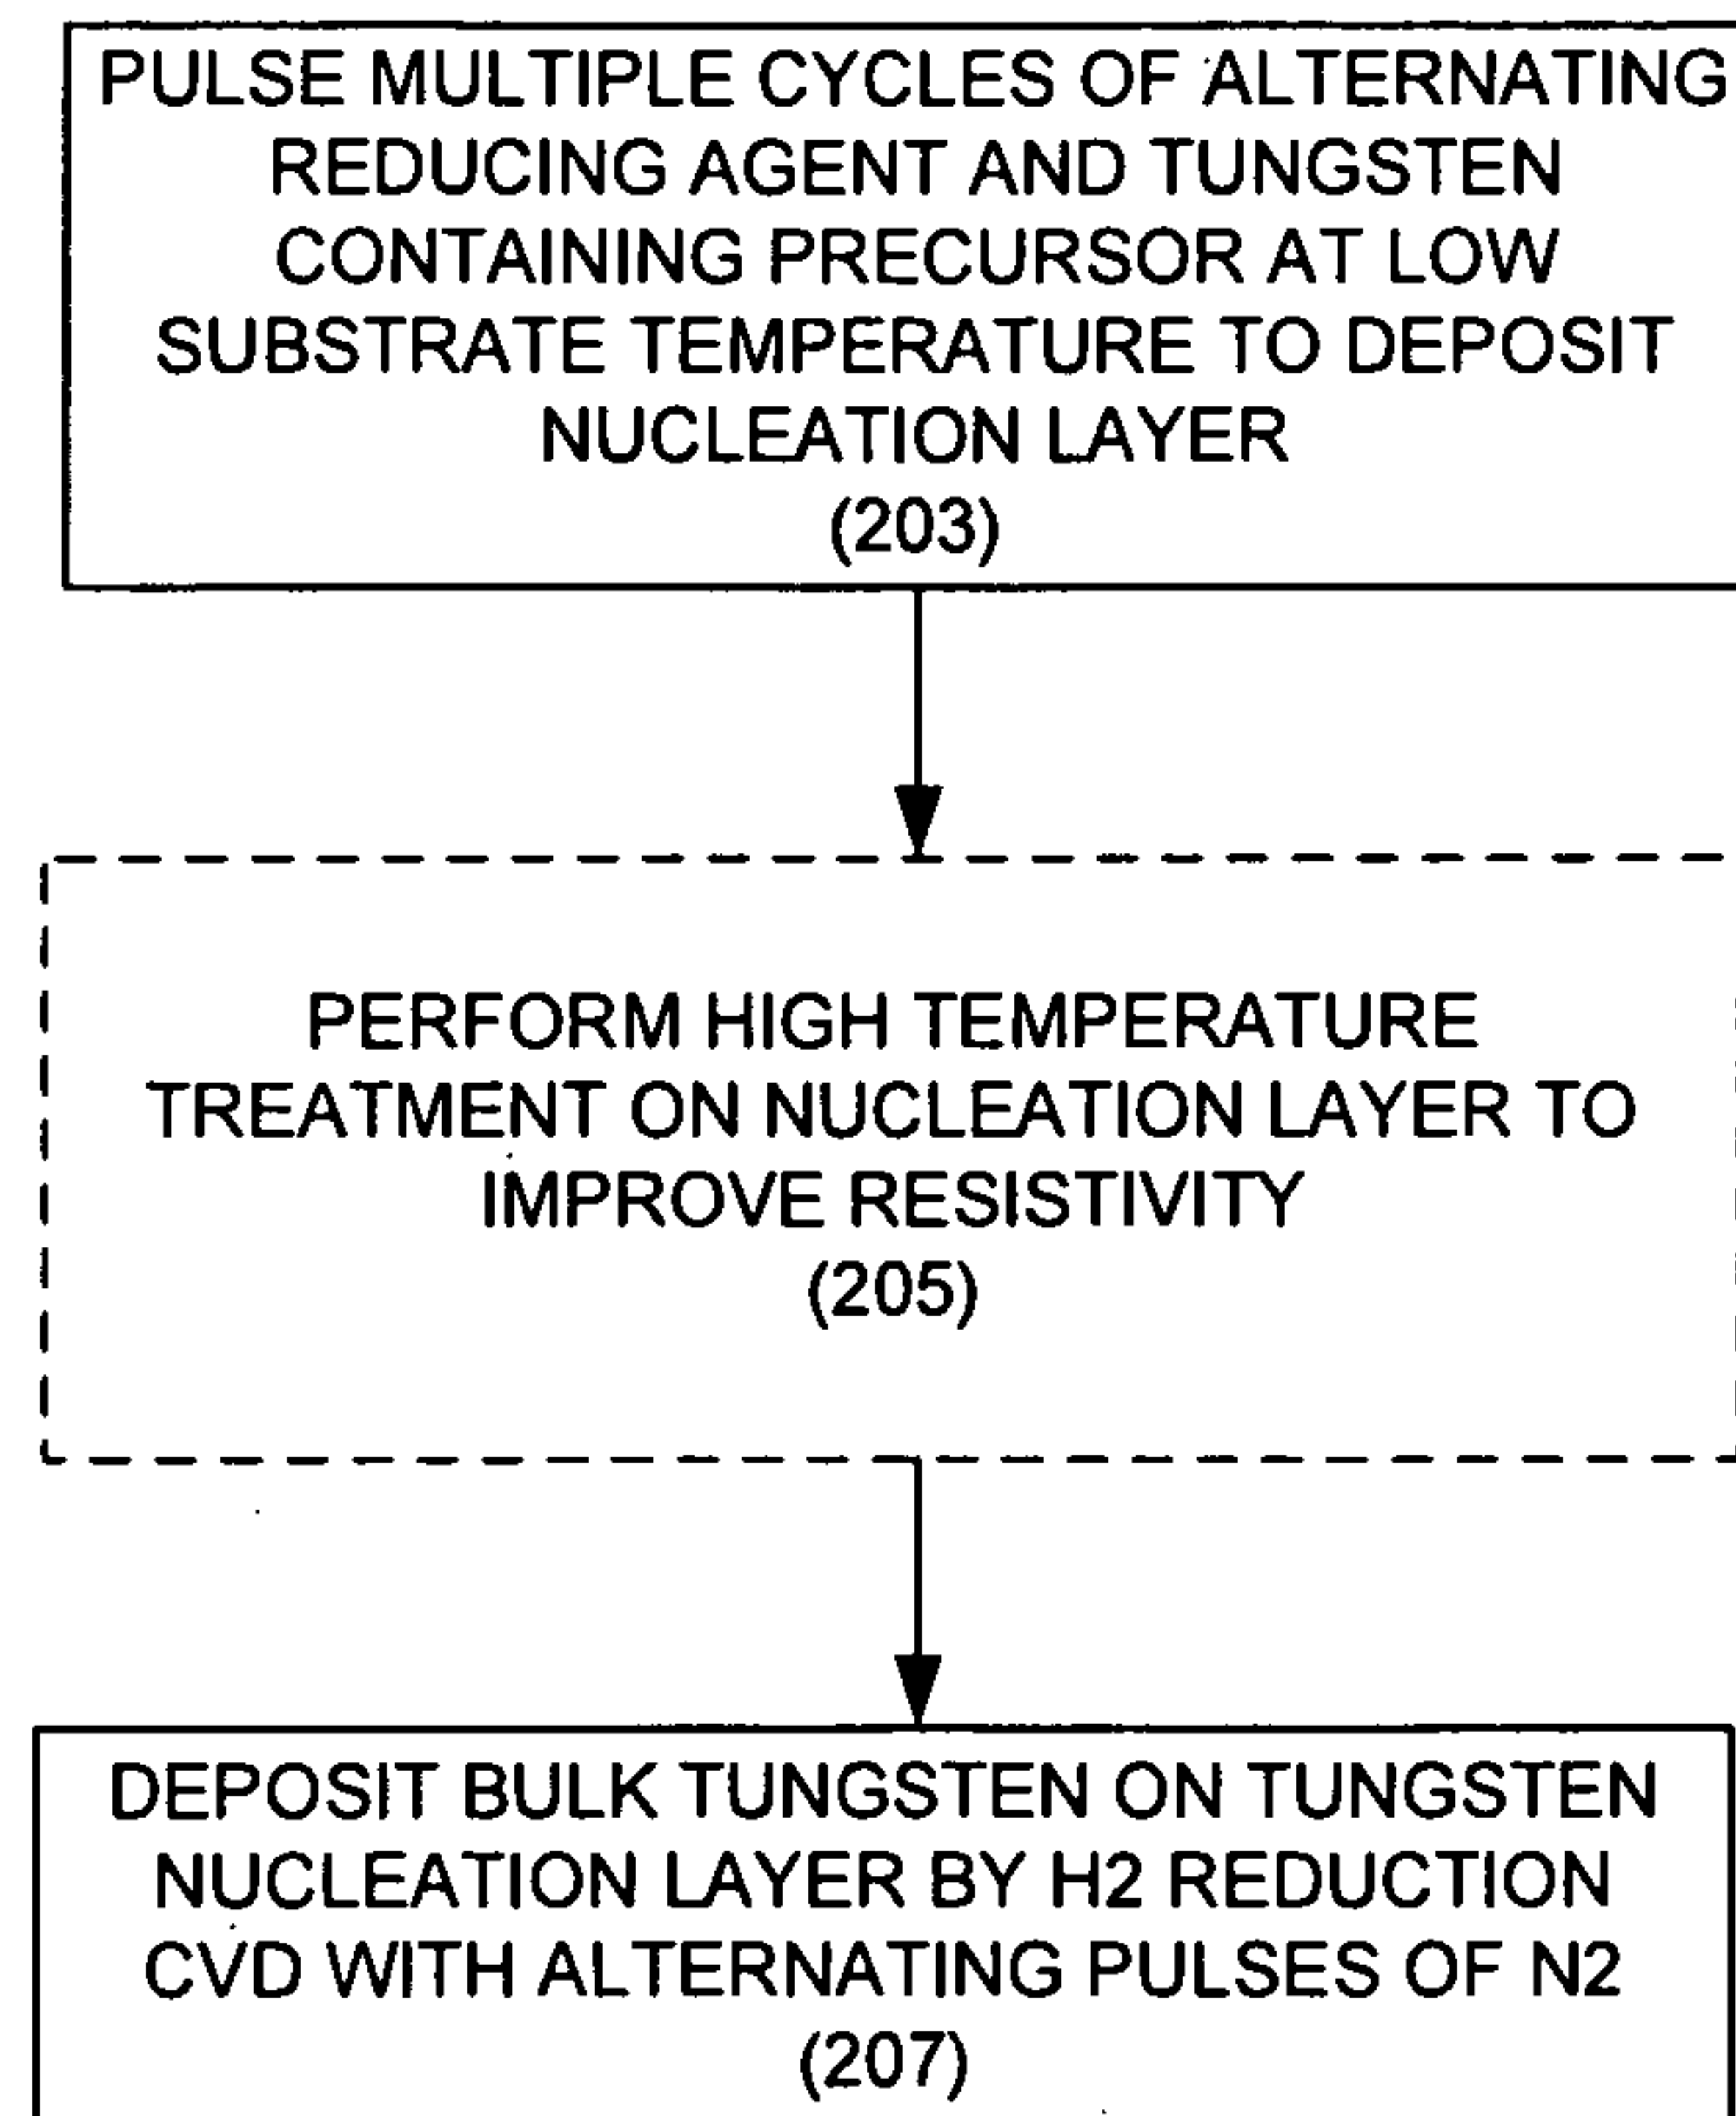 PULSE MULTIPLE CYCLES OF ALTERNATING
REDUCING AGENT AND TUNGSTEN
CONTAINING PRECURSOR AT LOW
SUBSTRATE TEMPERATURE TO DEPOSIT
NUCLEATION LAYER
(203)
PERFORM HIGH TEMPERATURE
TREATMENT ON NUCLEATION LAYER TO
IMPROVE RESISTIVITY
(205)
DEPOSIT BULK TUNGSTEN ON TUNGSTEN
NUCLEATION LAYER BY H2 REDUCTION
CVD WITH ALTERNATING PULSES OF N2
(207)